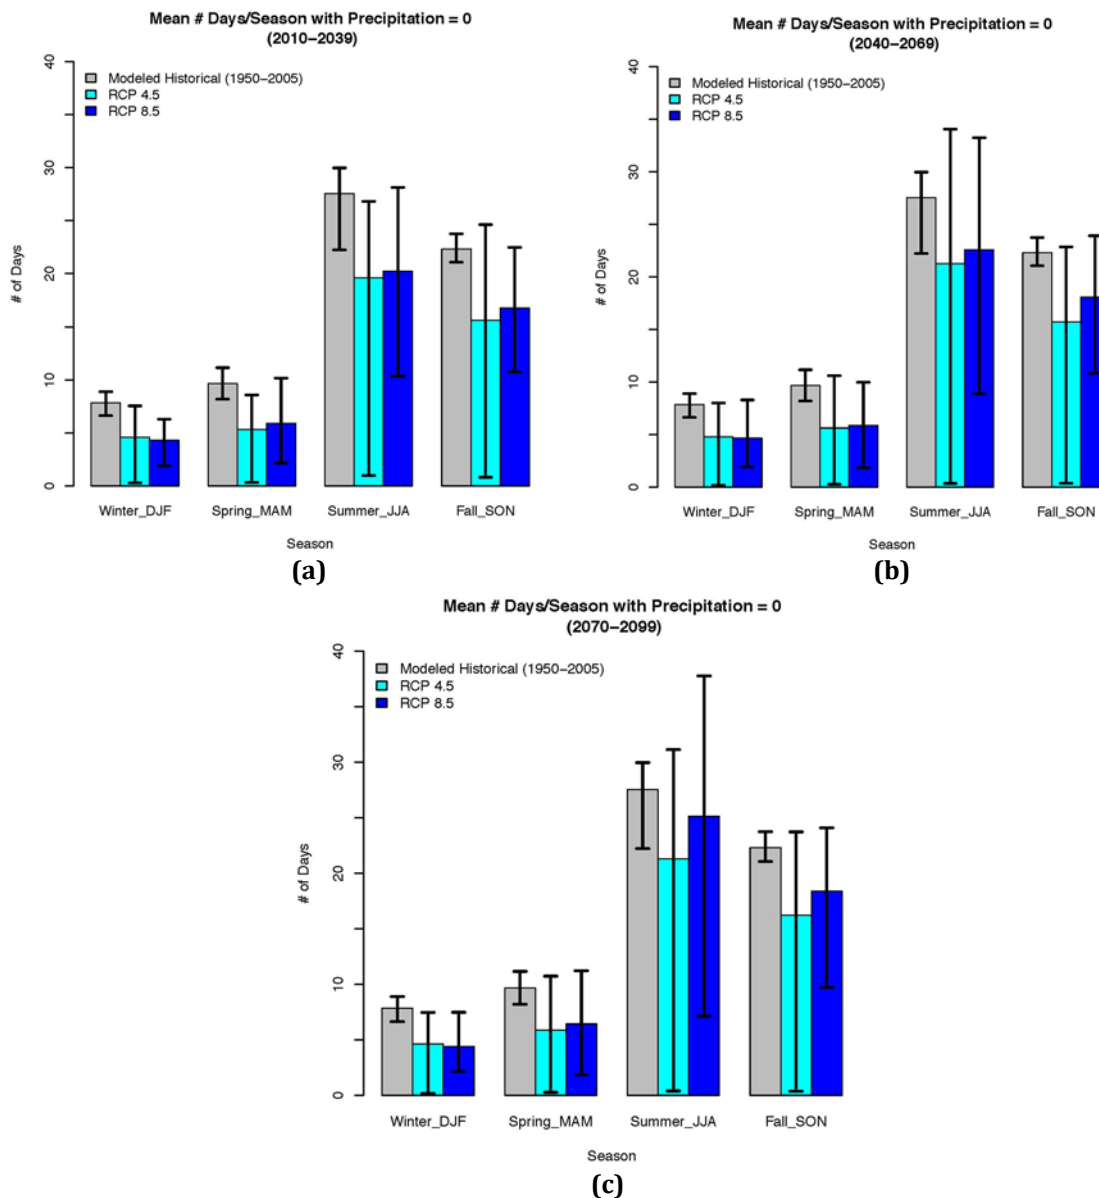 Mean # Days/Season with Precipitation = 0
(2010−2039)
40
30
20
10
0
# of Days
Modeled Historical (1950−2005)
RCP 4.5
RCP 8.5
Winter_DJF
Spring_MAM
Summer_JJA
Fall_SON
Season
(a)
Mean # Days/Season with Precipitation = 0
(2040−2069)
40
30
20
10
0
# of Days
Modeled Historical (1950−2005)
RCP 4.5
RCP 8.5
Winter_DJF
Spring_MAM
Summer_JJA
Fall_SON
Season
(b)
Mean # Days/Season with Precipitation = 0
(2070−2099)
40
30
20
10
0
# of Days
Modeled Historical (1950−2005)
RCP 4.5
RCP 8.5
Winter_DJF
Spring_MAM
Summer_JJA
Fall_SON
Season
(c)